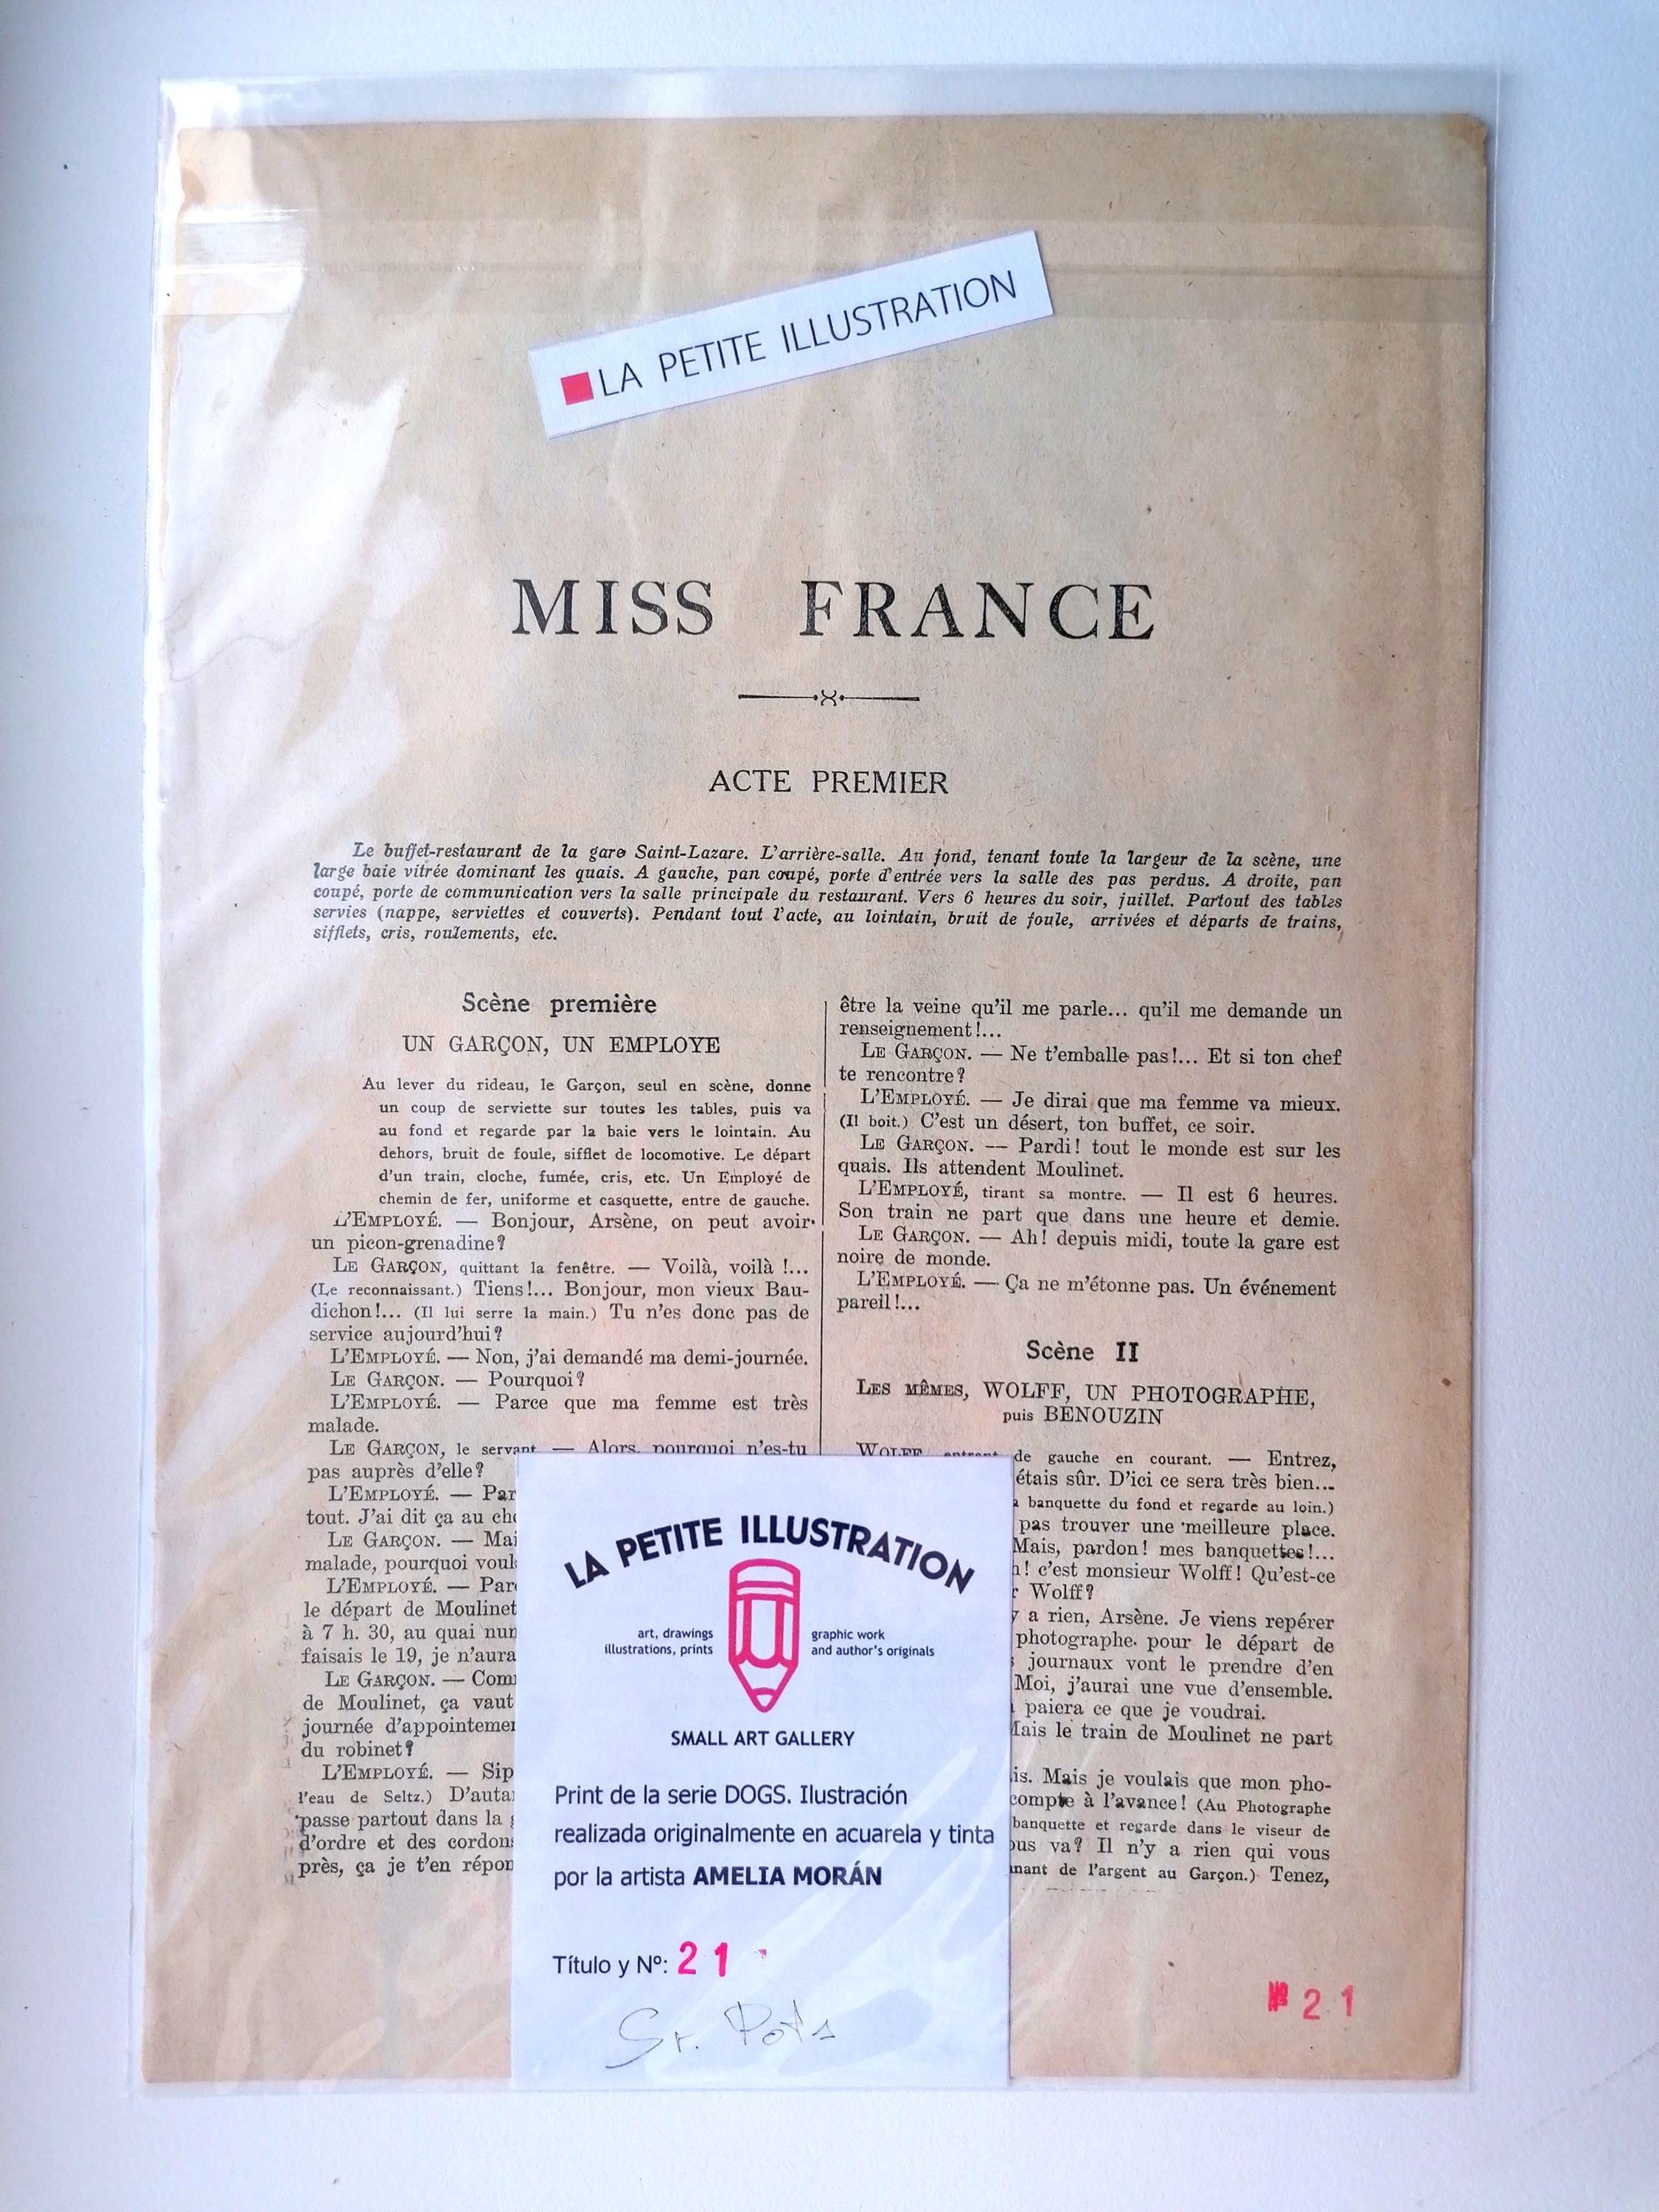 LA PETITE ILLUSTRATION
MISS FRANCE
ACTE PREMIER
Le buffet-restaurant de la gare Saint-Lazare. L'arrière-salle. Au fond, tenant toute la largeur de la scène, une
large baie vitrée dominant les quais. A gauche, pan coupé, porte d'entrée vers la salle des pas perdus. A droite, pan
coupé, porte de communication vers la salle principale du restaurant. Vers 6 heures du soir, juillet. Partout des tables
servies (nappe, serviettes et couverts). Pendant tout l'acte, au lointain, bruit de foule, arrivées et départs de trains,
sifflets, cris, roulements, etc.
Scène première
UN GARÇON, UN EMPLOYE
Au lever du rideau, le Garçon, seul en scène, donne
un coup de serviette sur toutes les tables, puis va
au fond et regarde par la baie vers le lointain. Au
dehors, bruit de foule, sifflet de locomotive. Le départ
d'un train, cloche, fumée, cris, etc. Un Employé de
chemin de fer, uniforme et casquette, entre de gauche.
L'EMPLOYÉ. — Bonjour, Arsène, on peut avoir
un picon-grenadine?
LE GARÇON, quittant la fenêtre. — Voilà, voilà !...
(Le reconnaissant.) Tiens!... Bonjour, mon vieux Bau-
dichon!... (Il lui serre la main.) Tu n'es donc pas de
service aujourd'hui?
L'EMPLOYÉ. — Non, j'ai demandé ma demi-journée.
LE GARÇON. — Pourquoi?
L'EMPLOYÉ. — Parce que ma femme est très
malade.
LE GARÇON, le servant. — Alors, pourquoi n'es-tu
pas auprès d'elle?
L'EMPLOYÉ. — Par
tout. J'ai dit ça au che
LE GARÇON. — Mai
malade, pourquoi voul
L'EMPLOYÉ. — Par
le départ de Moulinet
à 7 h. 30, au quai nu
faisais le 19, je n'aura
LE GARÇON. — Com
de Moulinet, ça vaut
journée d'appointemen
du robinet?
L'EMPLOYÉ. — Sip
l'eau de Seltz.) D'auta
passe partout dans la
d'ordre et des cordon
près, ça je t'en répon
être la veine qu'il me parle... qu'il me demande un
renseignement!...
LE GARÇON. — Ne t'emballe pas!... Et si ton chef
te rencontre?
L'EMPLOYÉ. — Je dirai que ma femme va mieux.
(Il boit.) C'est un désert, ton buffet, ce soir.
LE GARÇON. — Pardi! tout le monde est sur les
quais. Ils attendent Moulinet.
L'EMPLOYÉ, tirant sa montre. — Il est 6 heures.
Son train ne part que dans une heure et demie.
LE GARÇON. — Ah! depuis midi, toute la gare est
noire de monde.
L'EMPLOYÉ. — Ça ne m'étonne pas. Un événement
pareil!...
Scène II
LES MÊMES, WOLFF, UN PHOTOGRAPHE,
puis BENOUZIN
WOLFF, entrant de gauche en courant. — Entrez,
étais sûr. D'ici ce sera très bien...
banquette du fond et regarde au loin.)
pas trouver une meilleure place.
Mais, pardon! mes banquettes!...
! c'est monsieur Wolff! Qu'est-ce
Wolff?
y a rien, Arsène. Je viens repérer
photographe pour le départ de
journaux vont le prendre d'en
Moi, j'aurai une vue d'ensemble.
paiera ce que je voudrai.
Mais le train de Moulinet ne part
is. Mais je voulais que mon pho-
compte à l'avance! (Au Photographe
banquette et regarde dans le viseur de
ous va? Il n'y a rien qui vous
nant de l'argent au Garçon.) Tenez,
LA PETITE ILLUSTRATION
art, drawings
illustrations, prints
graphic work
and author's originals
SMALL ART GALLERY
Print de la serie DOGS. Ilustración
realizada originalmente en acuarela y tinta
por la artista AMELIA MORÁN
Título y Nº: 21
Sr. Pots
Nº 21